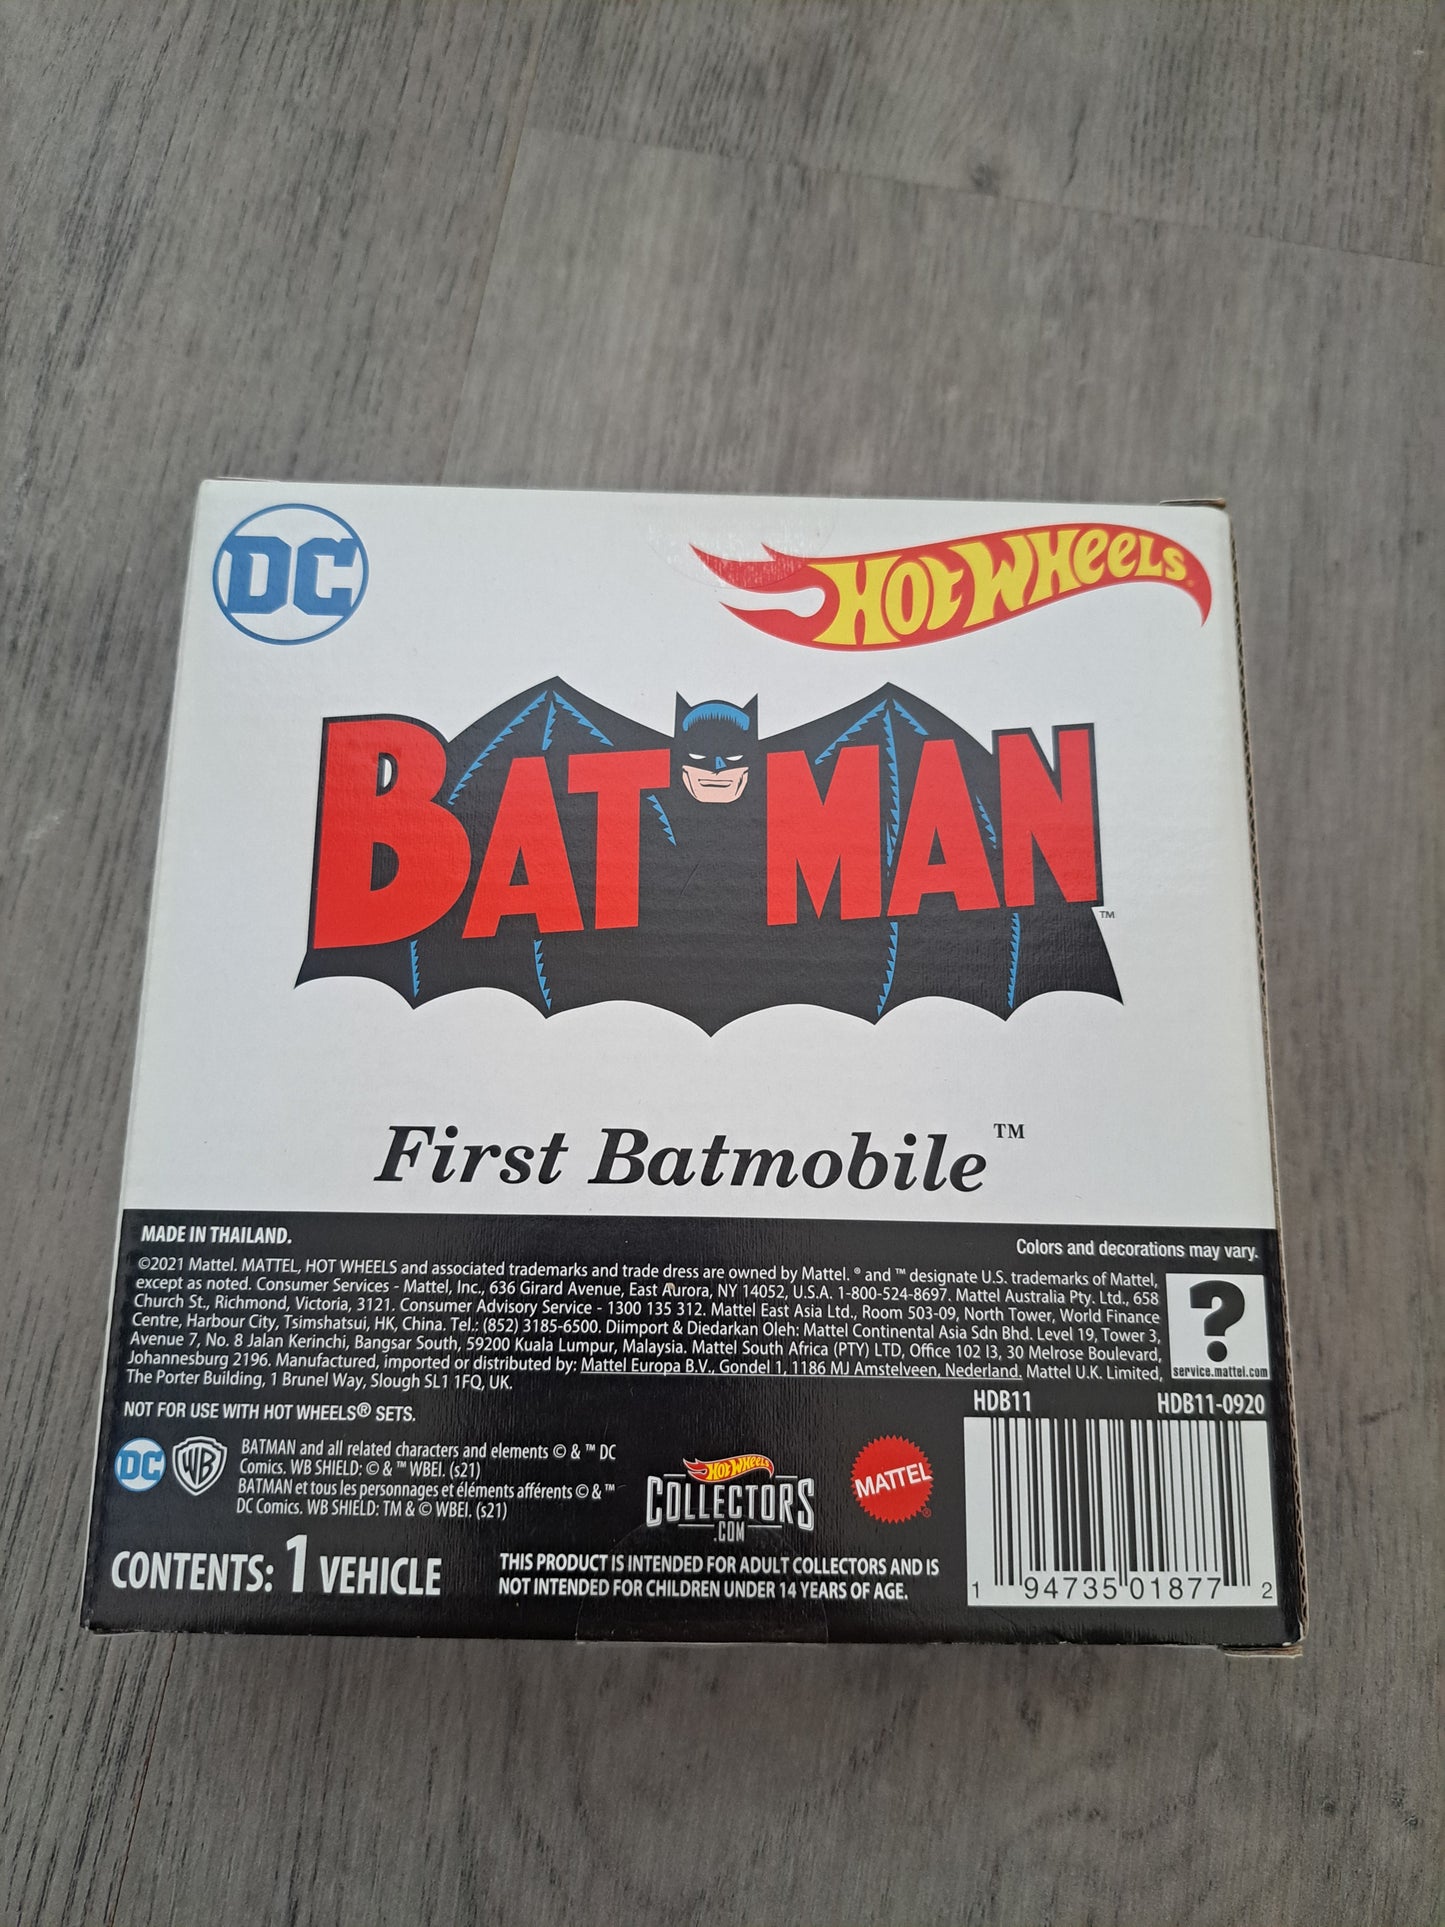 DC
HOT WHEELS®
BATMAN
TM
First Batmobile™
MADE IN THAILAND.
Colors and decorations may vary.
©2021 Mattel. MATTEL, HOT WHEELS and associated trademarks and trade dress are owned by Mattel. ® and ™ designate U.S. trademarks of Mattel,
except as noted. Consumer Services - Mattel, Inc., 636 Girard Avenue, East Aurora, NY 14052, U.S.A. 1-800-524-8697. Mattel Australia Pty. Ltd., 658
Church St., Richmond, Victoria, 3121. Consumer Advisory Service - 1300 135 312. Mattel East Asia Ltd., Room 503-09, North Tower, World Finance
Centre, Harbour City, Tsimshatsui, HK, China. Tel.: (852) 3185-6500. Diimport & Diedarkan Oleh: Mattel Continental Asia Sdn Bhd. Level 19, Tower 3,
Avenue 7, No. 8 Jalan Kerinchi, Bangsar South, 59200 Kuala Lumpur, Malaysia. Mattel South Africa (PTY) LTD, Office 102 I3, 30 Melrose Boulevard,
Johannesburg 2196. Manufactured, imported or distributed by: Mattel Europa B.V., Gondel 1, 1186 MJ Amstelveen, Nederland. Mattel U.K. Limited,
The Porter Building, 1 Brunel Way, Slough SL1 1FQ, UK.
?
service.mattel.com
NOT FOR USE WITH HOT WHEELS® SETS.
HDB11
HDB11-0920
DC
WB
BATMAN and all related characters and elements © & ™ DC
Comics. WB SHIELD: © & ™ WBEI. (s21)
BATMAN et tous les personnages et éléments afférents © & ™
DC Comics. WB SHIELD: TM & © WBEI. (s21)
HOT WHEELS
COLLECTORS
.COM
MATTEL®
CONTENTS: 1 VEHICLE
THIS PRODUCT IS INTENDED FOR ADULT COLLECTORS AND IS
NOT INTENDED FOR CHILDREN UNDER 14 YEARS OF AGE.
1 94735 01877 2